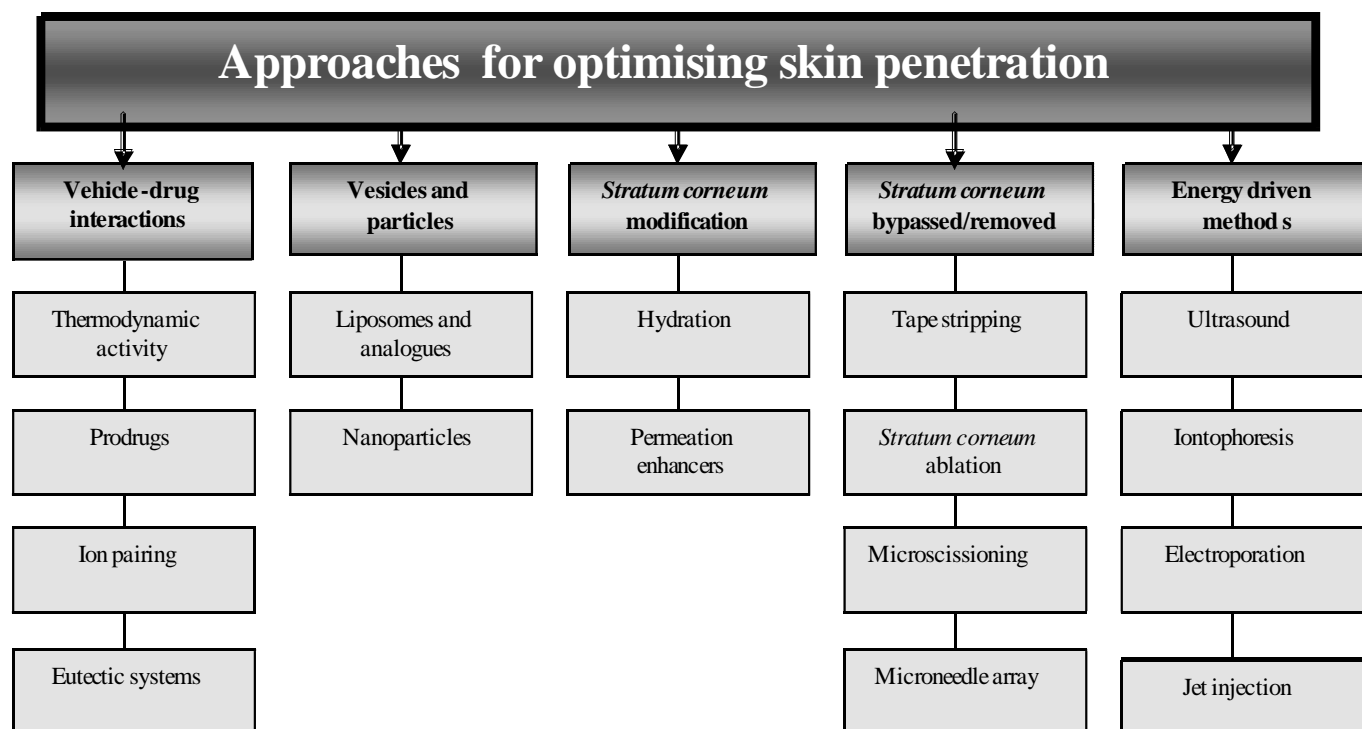 Approaches for optimising skin penetration
Vehicle-drug
interactions
Thermodynamic
activity
Prodrugs
Ion pairing
Eutectic systems
Vesicles and
particles
Liposomes and
analogues
Nanoparticles
Stratum corneum
modification
Hydration
Permeation
enhancers
Stratum corneum
bypassed/removed
Tape stripping
Stratum corneum
ablation
Microscissioning
Microneedle array
Energy driven
method s
Ultrasound
Iontophoresis
Electroporation
Jet injection